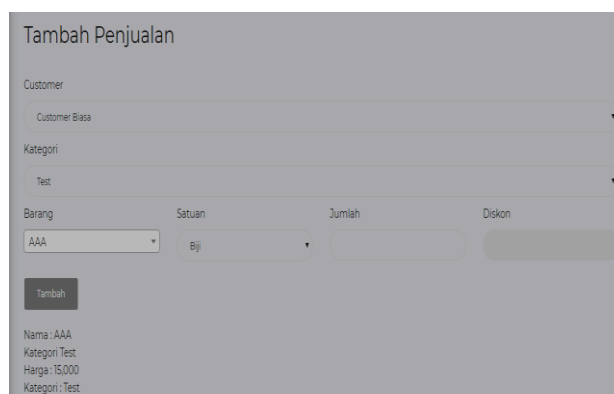 Tambah Penjualan
Customer
Customer Biasa
Kategori
Test
Barang Satuan Jumlah Diskon
AAA Biji
Tambah
Nama : AAA
Kategori Test
Harga : 15,000
Kategori : Test